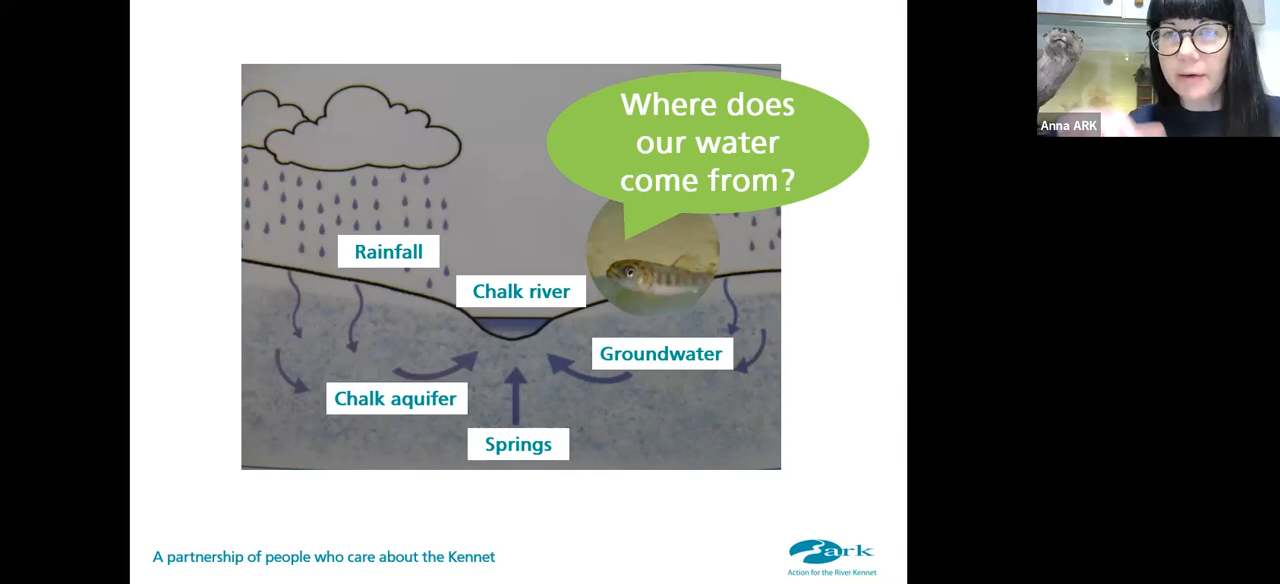 Where does
our water
come from?
Anna ARK
Rainfall
Chalk river
Groundwater
Chalk aquifer
Springs
A partnership of people who care about the Kennet
ark
Action for the River Kennet